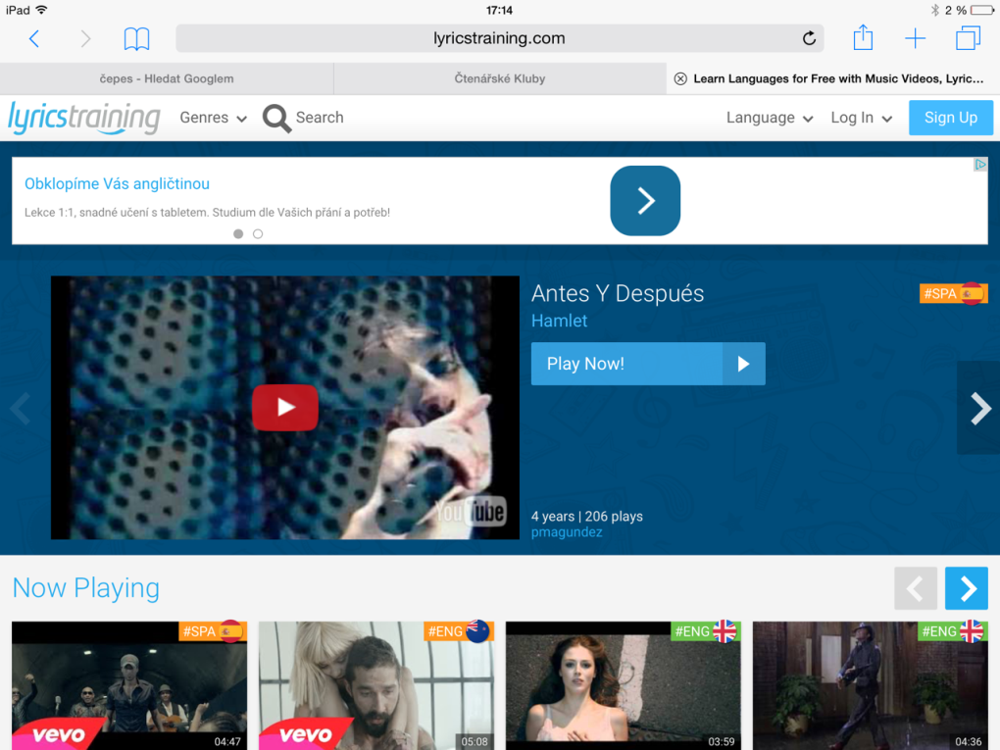 iPad
17:14
2 %
lyricstraining.com
čepes - Hledat Googlem
Čtenářské Kluby
Learn Languages for Free with Music Videos, Lyric...
lyricstraining
Genres
Search
Language
Log In
Sign Up
Obklopíme Vás angličtinou
Lekce 1:1, snadné učení s tabletem. Studium dle Vašich přání a potřeb!
Antes Y Después
#SPA
Hamlet
Play Now!
YouTube
4 years | 206 plays
pmagundez
Now Playing
#SPA
#ENG
#ENG
#ENG
vevo
04:47
vevo
05:08
03:59
04:36